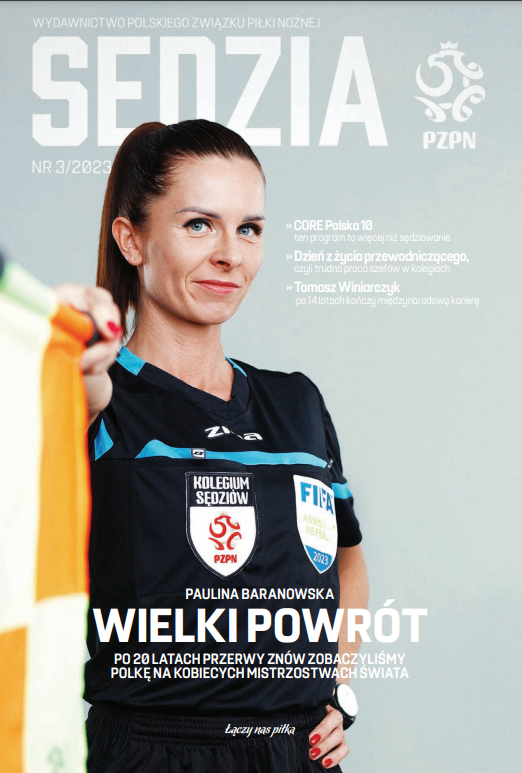 WYDAWNICTWO POLSKIEGO ZWIĄZKU PIŁKI NOŻNEJ
SĘDZIA
PZPN
NR 3/2023
» CORE Polska 10
ten program to więcej niż sędziowanie
» Dzień z życia przewodniczącego,
czyli trudna praca szefów w kolegiach
» Tomasz Winiarczyk
po 14 latach kończy międzynarodową karierę
zina
KOLEGIUM
SĘDZIÓW
PZPN
FIFA
ASSISTANT
REFEREE
2023
PAULINA BARANOWSKA
WIELKI POWRÓT
PO 20 LATACH PRZERWY ZNÓW ZOBACZYLIŚMY
POLKĘ NA KOBIECYCH MISTRZOSTWACH ŚWIATA
Łączy nas piłka